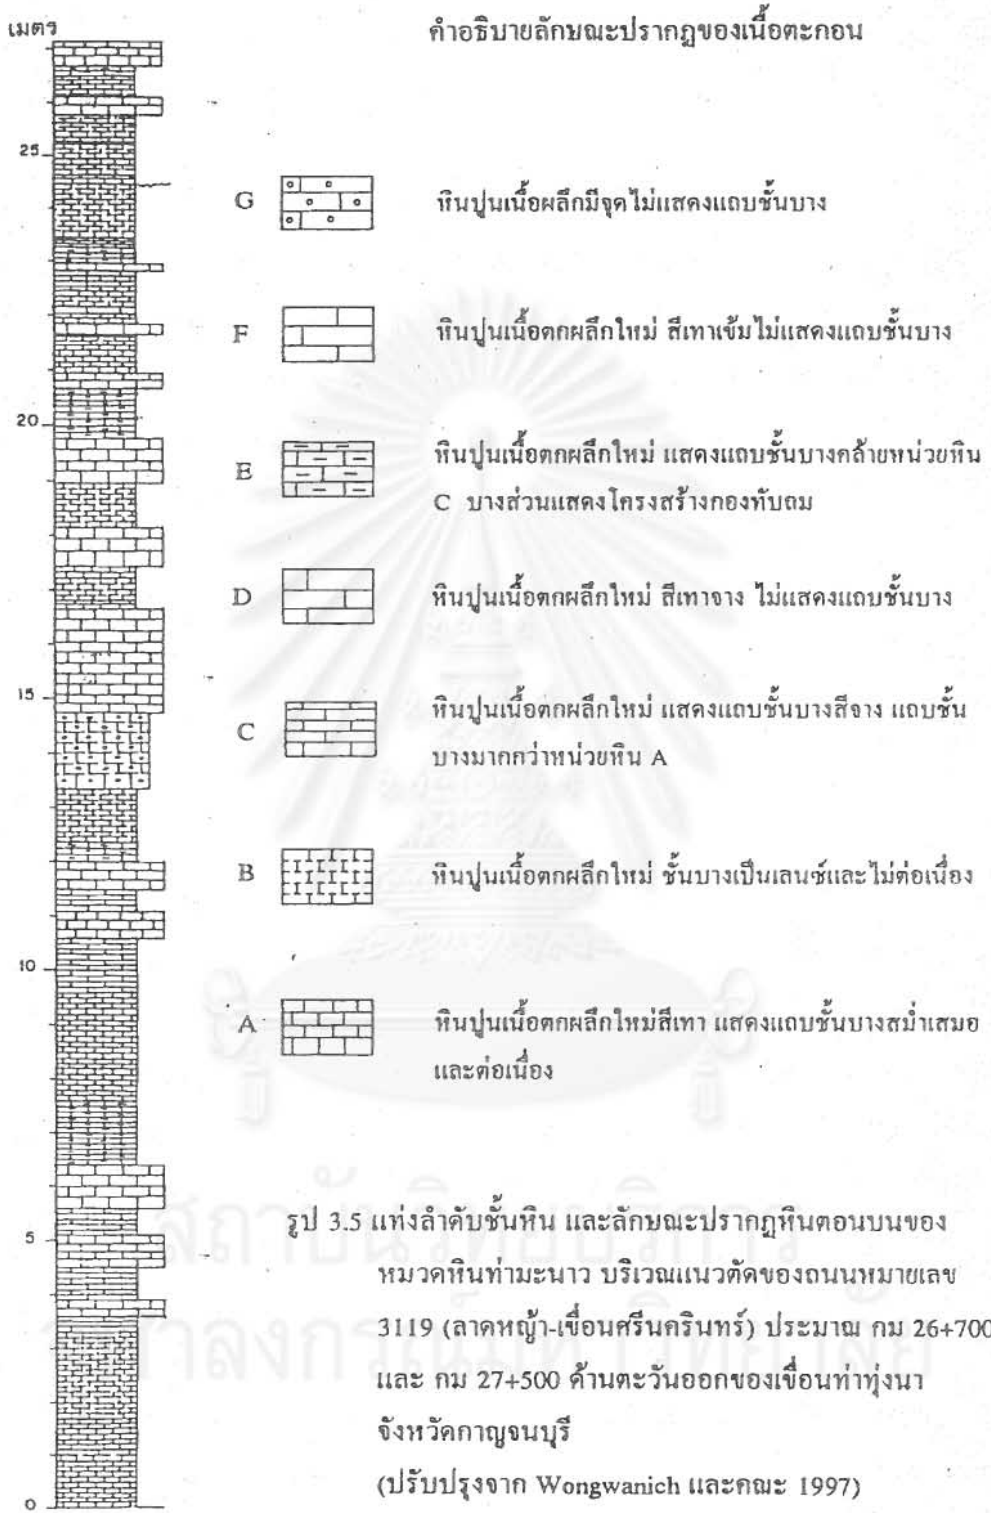 เมตร
คำอธิบายลักษณะปรากฏของเนื้อตะกอน
25
G
หินปูนเนื้อผลึกมีจุดไม่แสดงแถบชั้นบาง
F
หินปูนเนื้อตกผลึกใหม่ สีเทาเข้มไม่แสดงแถบชั้นบาง
20
E
หินปูนเนื้อตกผลึกใหม่ แสดงแถบชั้นบางคล้ายหน่วยหิน
C บางส่วนแสดงโครงสร้างกองทับถม
D
หินปูนเนื้อตกผลึกใหม่ สีเทาจาง ไม่แสดงแถบชั้นบาง
15
C
หินปูนเนื้อตกผลึกใหม่ แสดงแถบชั้นบางสีจาง แถบชั้น
บางมากกว่าหน่วยหิน A
B
หินปูนเนื้อตกผลึกใหม่ ชั้นบางเป็นเลนซ์และไม่ต่อเนื่อง
10
A
หินปูนเนื้อตกผลึกใหม่สีเทา แสดงแถบชั้นบางสม่ำเสมอ
และต่อเนื่อง
สถาบันวิทยบริการ
5
รูป 3.5 แท่งลำดับชั้นหิน และลักษณะปรากฏหินตอนบนของ
หมวดหินท่ามะนาว บริเวณแนวตัดของถนนหมายเลข
3119 (ลาดหญ้า-เขื่อนศรีนครินทร์) ประมาณ กม 26+700
และ กม 27+500 ด้านตะวันออกของเขื่อนท่าทุ่งนา
จังหวัดกาญจนบุรี
(ปรับปรุงจาก Wongwanich และคณะ 1997)
0